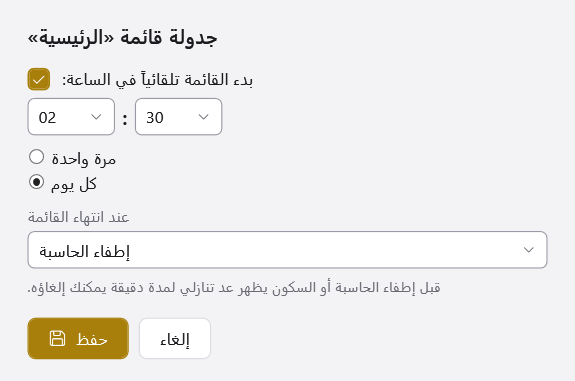 جدولة قائمة «الرئيسية»
بدء القائمة تلقائياً في الساعة:
02 : 30
مرة واحدة
كل يوم
عند انتهاء القائمة
إطفاء الحاسبة
قبل إطفاء الحاسبة أو السكون يظهر عد تنازلي لمدة دقيقة يمكنك إلغاؤه.
حفظ إلغاء